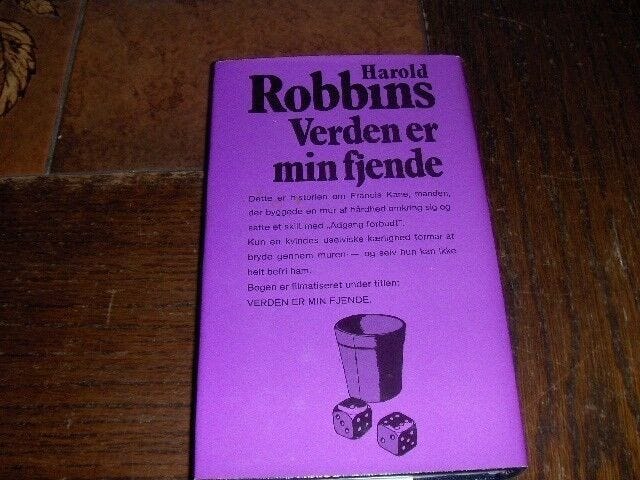 Harold
Robbins
Verden er
min fjende
Dette er historien om Francis Kane, manden,
der byggede en mur af hårdhed omkring sig og
satte et skilt med „Adgang forbudt".
Kun en kvindes uselviske kærlighed formår at
bryde gennem muren — og selv hun kan ikke
helt befri ham.
Bogen er filmatiseret under titlen:
VERDEN ER MIN FJENDE.